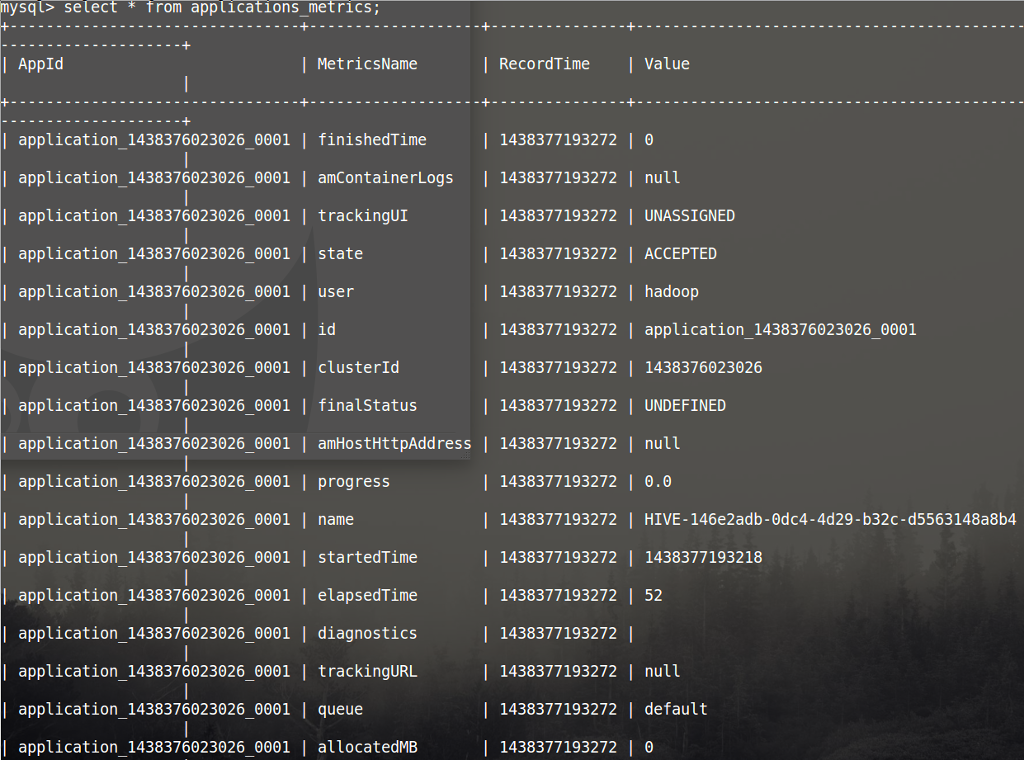 mysql> select * from applications_metrics;
+--------------------------------+-------------------+---------------+-------------------------------------------
--------------------+
| AppId | MetricsName | RecordTime | Value
|
+--------------------------------+-------------------+---------------+-------------------------------------------
--------------------+
| application_1438376023026_0001 | finishedTime | 1438377193272 | 0
|
| application_1438376023026_0001 | amContainerLogs | 1438377193272 | null
|
| application_1438376023026_0001 | trackingUI | 1438377193272 | UNASSIGNED
|
| application_1438376023026_0001 | state | 1438377193272 | ACCEPTED
|
| application_1438376023026_0001 | user | 1438377193272 | hadoop
|
| application_1438376023026_0001 | id | 1438377193272 | application_1438376023026_0001
|
| application_1438376023026_0001 | clusterId | 1438377193272 | 1438376023026
|
| application_1438376023026_0001 | finalStatus | 1438377193272 | UNDEFINED
|
| application_1438376023026_0001 | amHostHttpAddress | 1438377193272 | null
|
| application_1438376023026_0001 | progress | 1438377193272 | 0.0
|
| application_1438376023026_0001 | name | 1438377193272 | HIVE-146e2adb-0dc4-4d29-b32c-d5563148a8b4
|
| application_1438376023026_0001 | startedTime | 1438377193272 | 1438377193218
|
| application_1438376023026_0001 | elapsedTime | 1438377193272 | 52
|
| application_1438376023026_0001 | diagnostics | 1438377193272 |
|
| application_1438376023026_0001 | trackingURL | 1438377193272 | null
|
| application_1438376023026_0001 | queue | 1438377193272 | default
|
| application_1438376023026_0001 | allocatedMB | 1438377193272 | 0